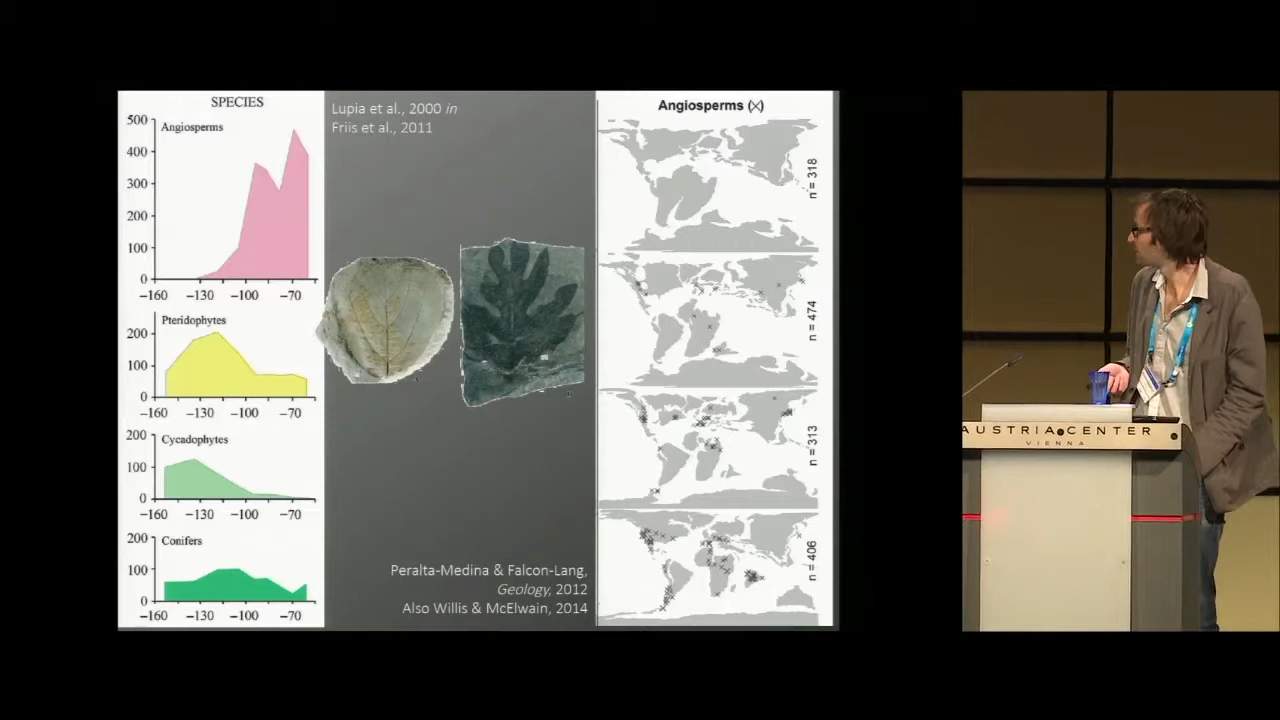 SPECIES
500
400
300
200
100
0
Angiosperms
−160
−130
−100
−70
Pteridophytes
200
100
0
−160
−130
−100
−70
200
100
0
Cycadophytes
−160
−130
−100
−70
200
100
0
Conifers
−160
−130
−100
−70
Lupia et al., 2000 in
Friis et al., 2011
Peralta-Medina & Falcon-Lang,
Geology, 2012
Also Willis & McElwain, 2014
Angiosperms (X)
n = 318
n = 474
n = 313
n = 406
AUSTRIA CENTER
VIENNA